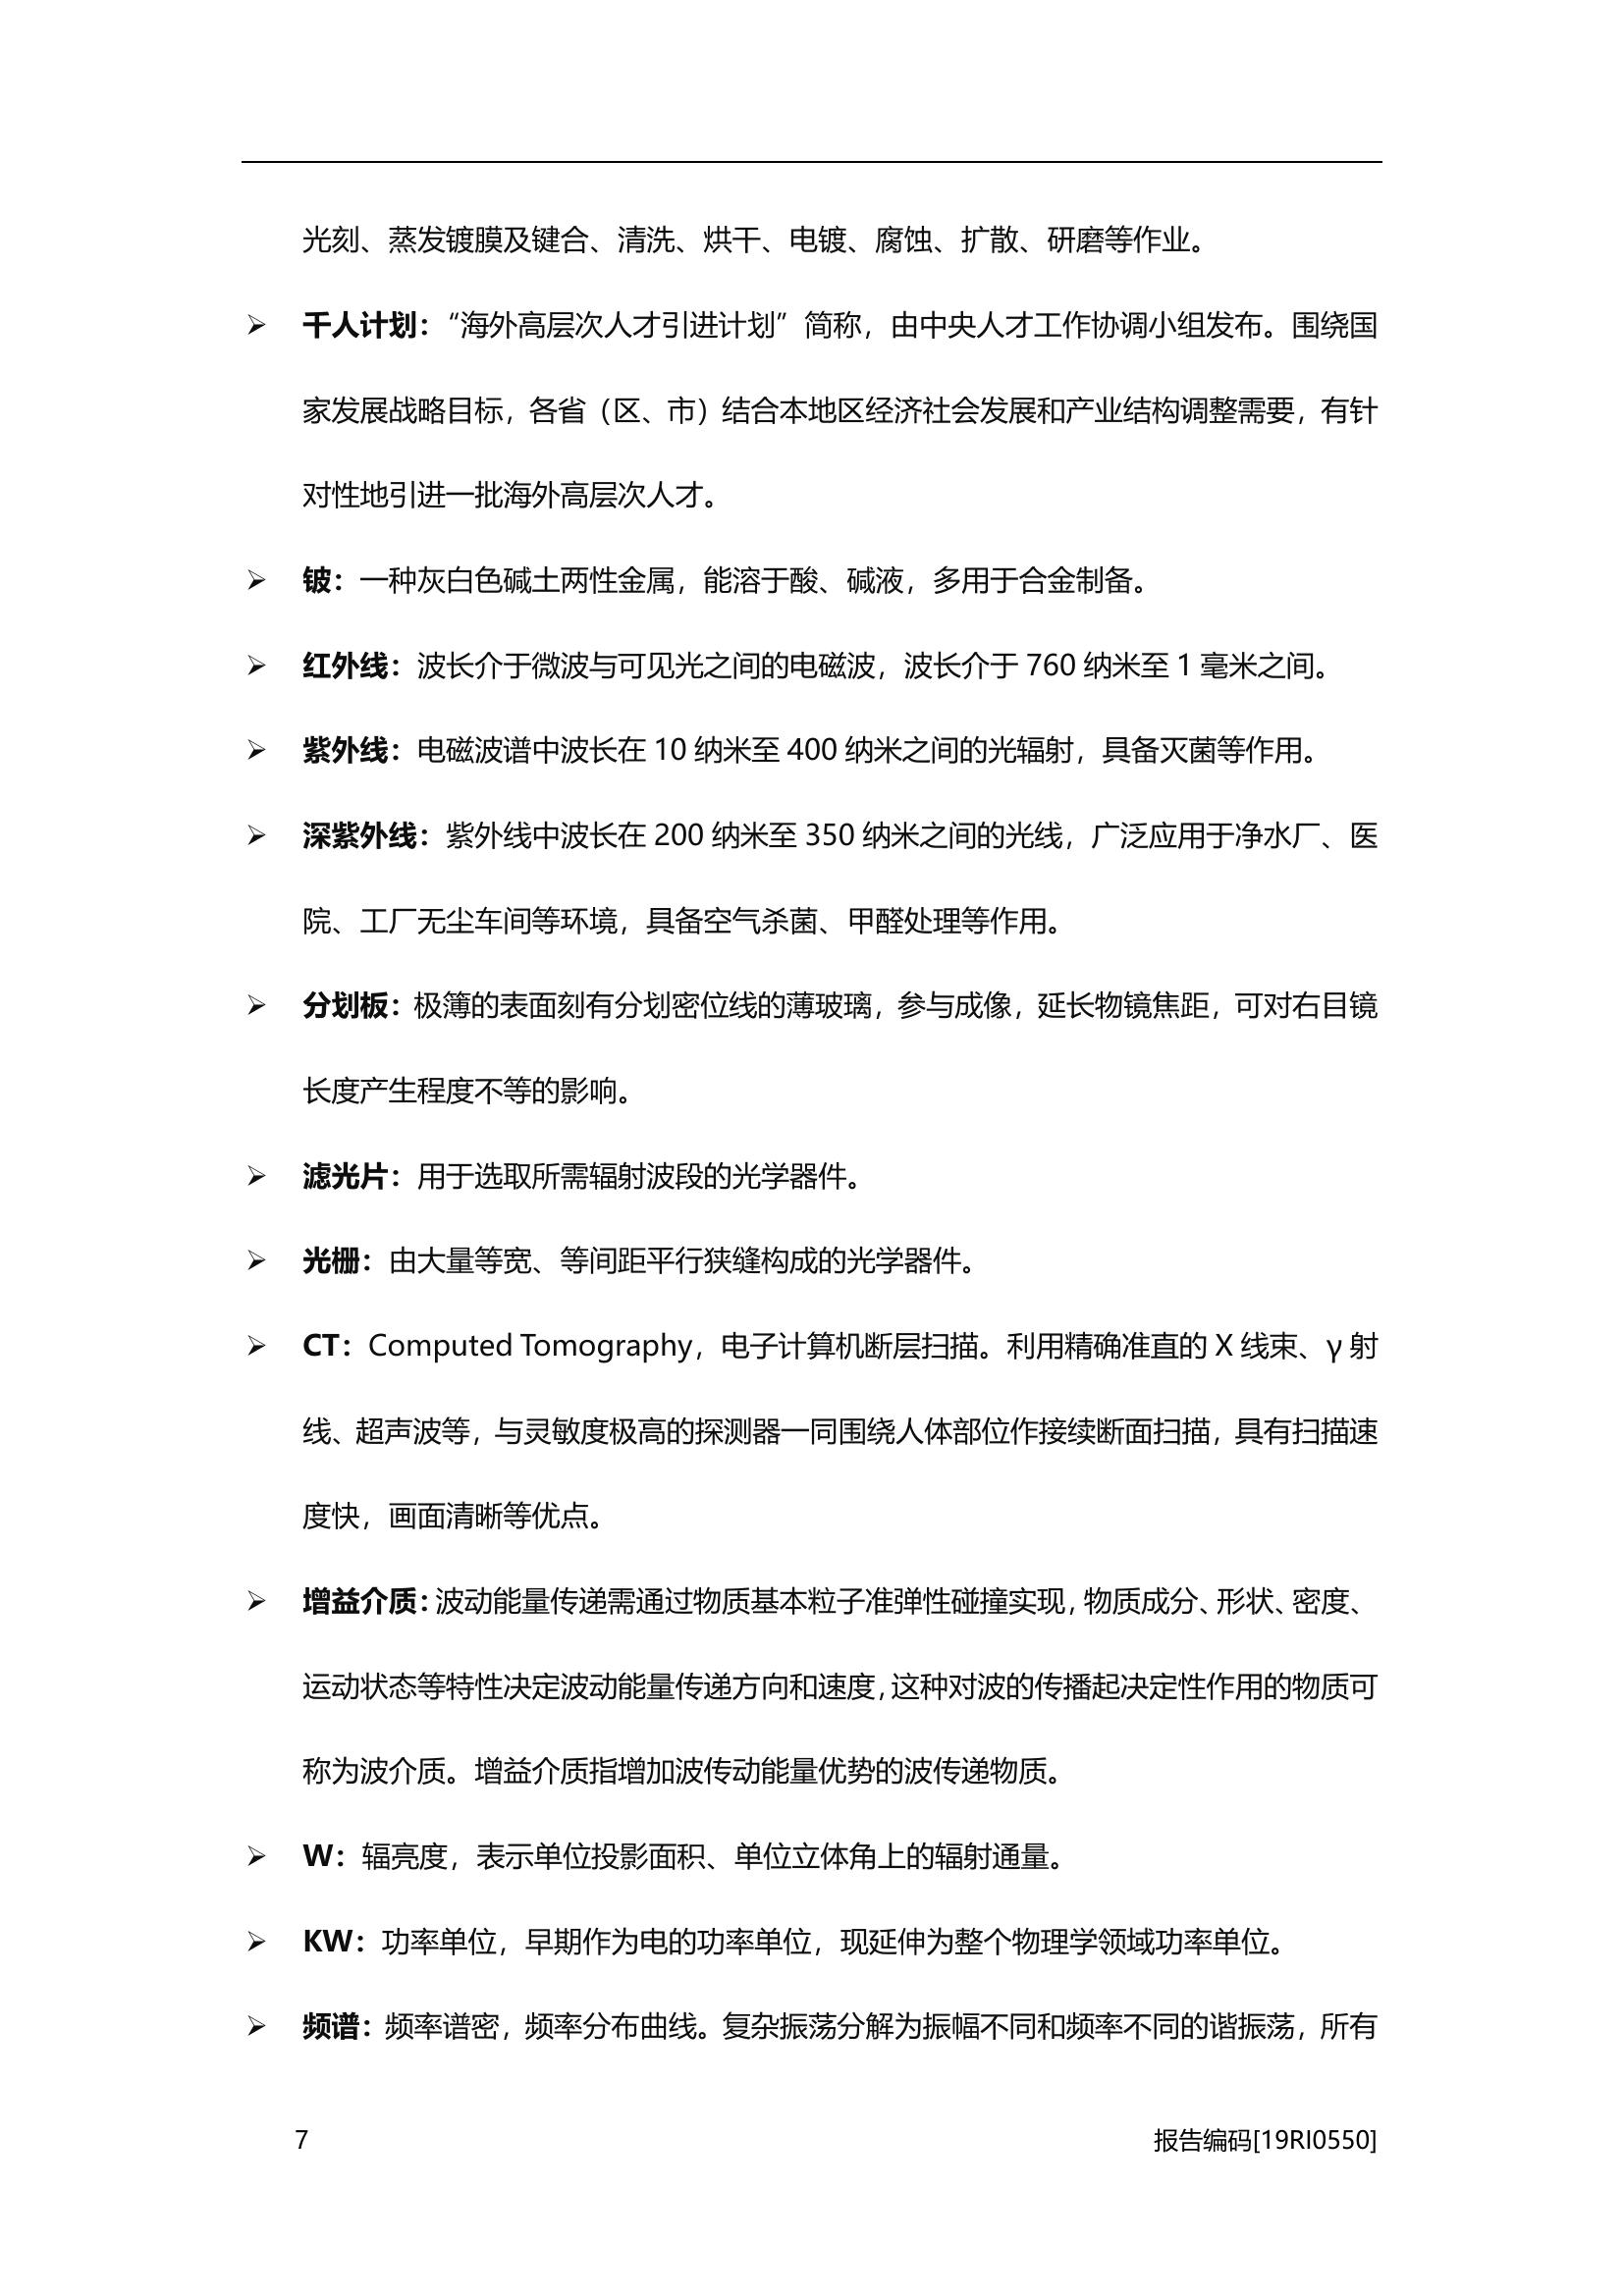 光刻、蒸发镀膜及键合、清洗、烘干、电镀、腐蚀、扩散、研磨等作业。
➢ 千人计划：“海外高层次人才引进计划”简称，由中央人才工作协调小组发布。围绕国
家发展战略目标，各省（区、市）结合本地区经济社会发展和产业结构调整需要，有针
对性地引进一批海外高层次人才。
➢ 铍：一种灰白色碱土两性金属，能溶于酸、碱液，多用于合金制备。
➢ 红外线：波长介于微波与可见光之间的电磁波，波长介于 760 纳米至 1 毫米之间。
➢ 紫外线：电磁波谱中波长在 10 纳米至 400 纳米之间的光辐射，具备灭菌等作用。
➢ 深紫外线：紫外线中波长在 200 纳米至 350 纳米之间的光线，广泛应用于净水厂、医
院、工厂无尘车间等环境，具备空气杀菌、甲醛处理等作用。
➢ 分划板：极簿的表面刻有分划密位线的薄玻璃，参与成像，延长物镜焦距，可对右目镜
长度产生程度不等的影响。
➢ 滤光片：用于选取所需辐射波段的光学器件。
➢ 光栅：由大量等宽、等间距平行狭缝构成的光学器件。
➢ CT：Computed Tomography，电子计算机断层扫描。利用精确准直的 X 线束、γ 射
线、超声波等，与灵敏度极高的探测器一同围绕人体部位作接续断面扫描，具有扫描速
度快，画面清晰等优点。
➢ 增益介质：波动能量传递需通过物质基本粒子准弹性碰撞实现，物质成分、形状、密度、
运动状态等特性决定波动能量传递方向和速度，这种对波的传播起决定性作用的物质可
称为波介质。增益介质指增加波传动能量优势的波传递物质。
➢ W：辐亮度，表示单位投影面积、单位立体角上的辐射通量。
➢ KW：功率单位，早期作为电的功率单位，现延伸为整个物理学领域功率单位。
➢ 频谱：频率谱密，频率分布曲线。复杂振荡分解为振幅不同和频率不同的谐振荡，所有
7 报告编码[19RI0550]